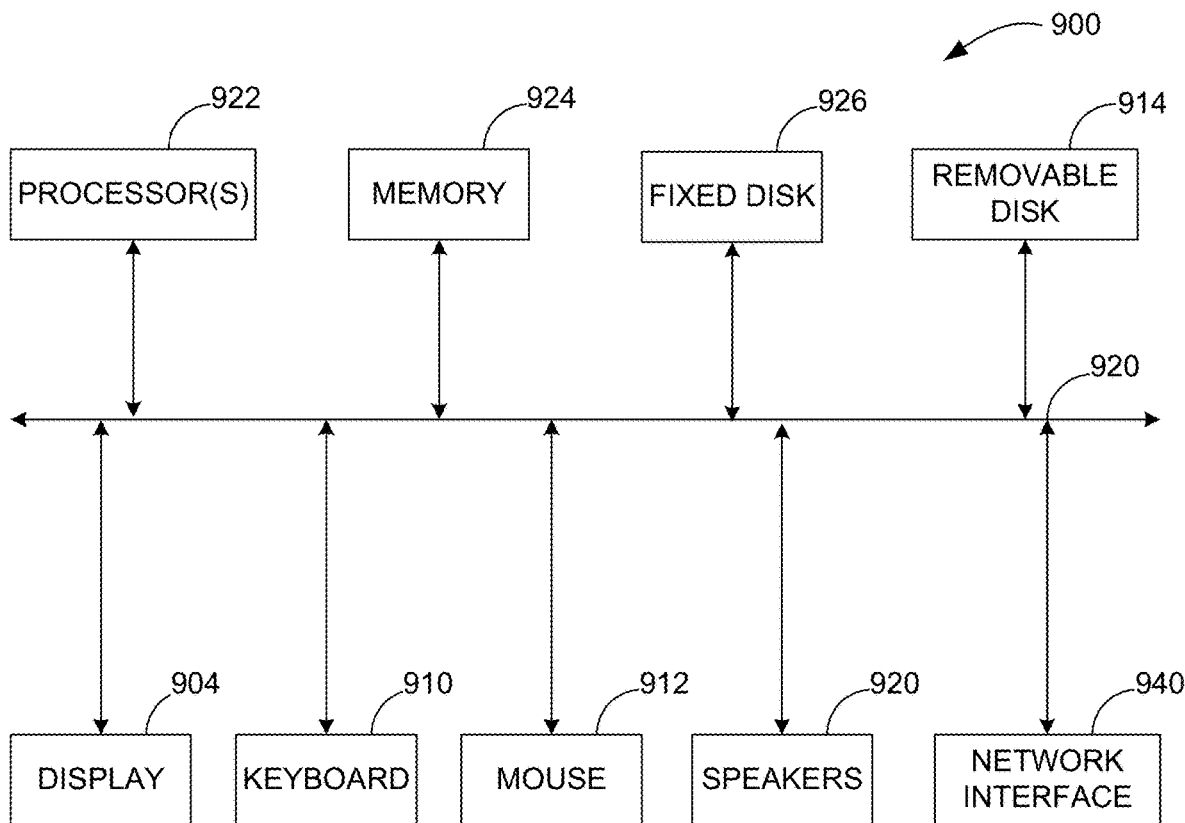 900
922
924
926
914
PROCESSOR(S)
MEMORY
FIXED DISK
REMOVABLE
DISK
920
904
910
912
920
940
DISPLAY
KEYBOARD
MOUSE
SPEAKERS
NETWORK
INTERFACE